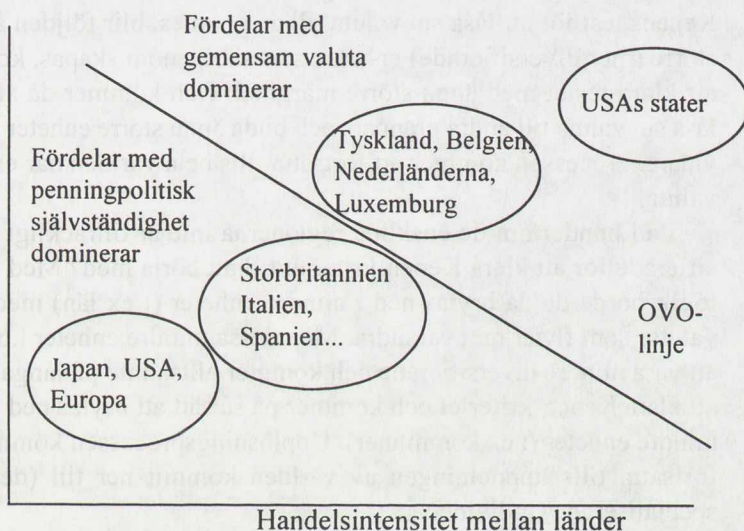 Fördelar med
gemensam valuta
dominerar
USAs stater
Tyskland, Belgien,
Nederländerna,
Luxemburg
Fördelar med
penningpolitisk
självständighet
dominerar
Storbritannien
Italien,
Spanien...
OVO-
linje
Japan, USA,
Europa
Handelsintensitet mellan länder